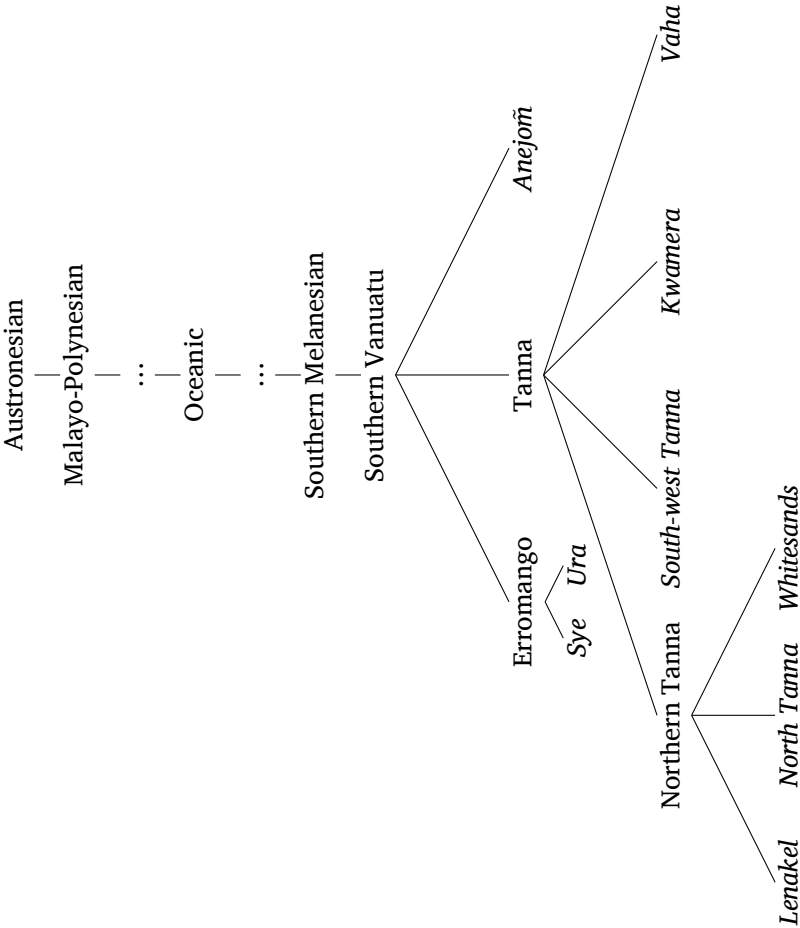 Austronesian
Malayo-Polynesian
...
Oceanic
...
Southern Melanesian
Southern Vanuatu
Erromango
Tanna
Anejom̃
Sye
Ura
Northern Tanna
South-west Tanna
Kwamera
Vaha
Lenakel
North Tanna
Whitesands